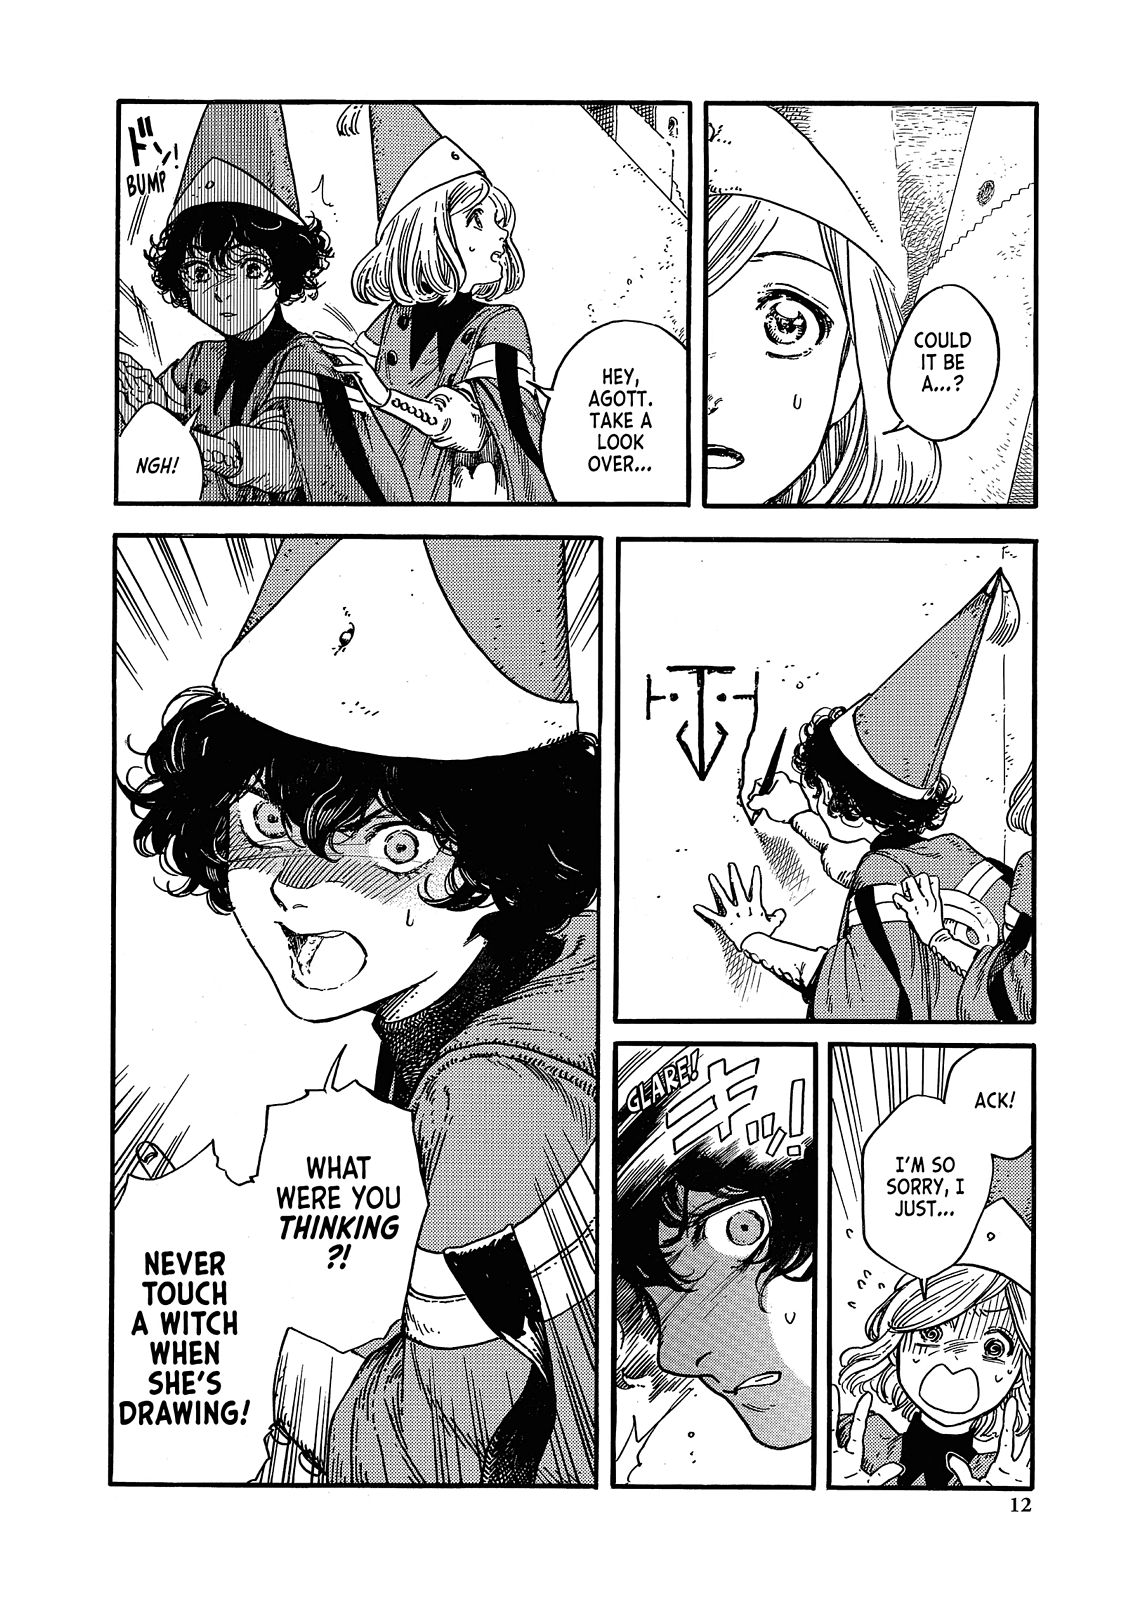 COULD
IT BE
A...?
HEY,
AGOTT.
TAKE A
LOOK
OVER...
ドン!
BUMP
NGH!
WHAT
WERE YOU
THINKING
?!
NEVER
TOUCH
A WITCH
WHEN
SHE'S
DRAWING!
ACK!
I'M SO
SORRY, I
JUST...
GLARE!
キッ!
12